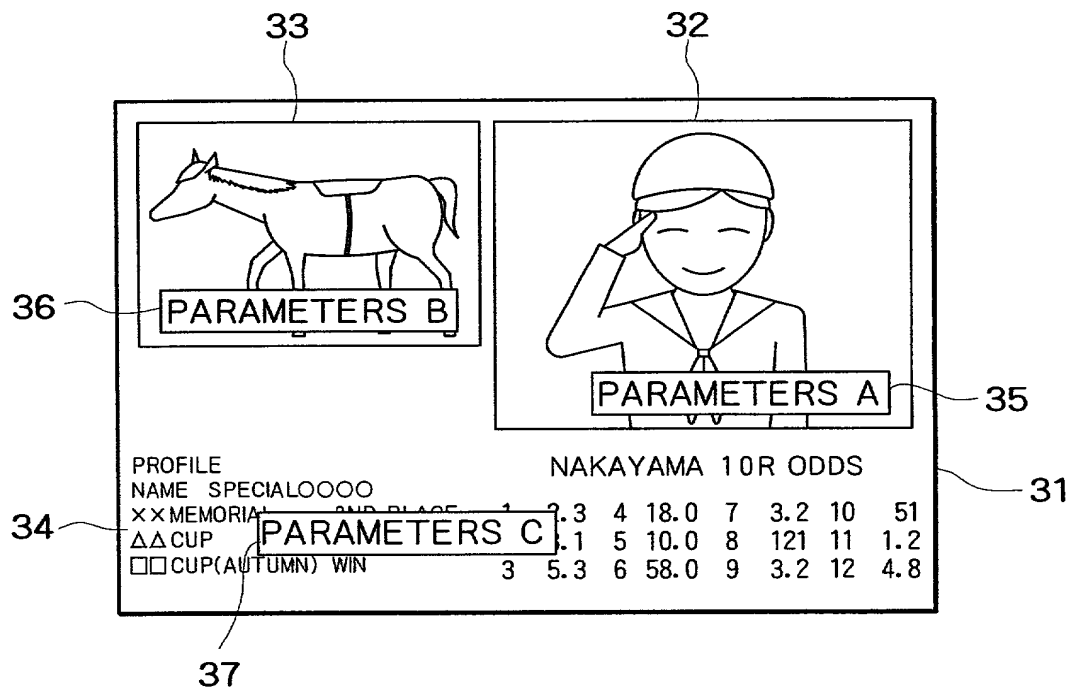 33
32
36
PARAMETERS B
PARAMETERS A
35
PROFILE
NAME SPECIAL○○○○
××MEMORIAL
△△CUP
□□CUP(AUTUMN) WIN
34
PARAMETERS C
37
NAKAYAMA 10R ODDS
4 18.0 7 3.2 10 51
5 10.0 8 121 11 1.2
3 5.3 6 58.0 9 3.2 12 4.8
31